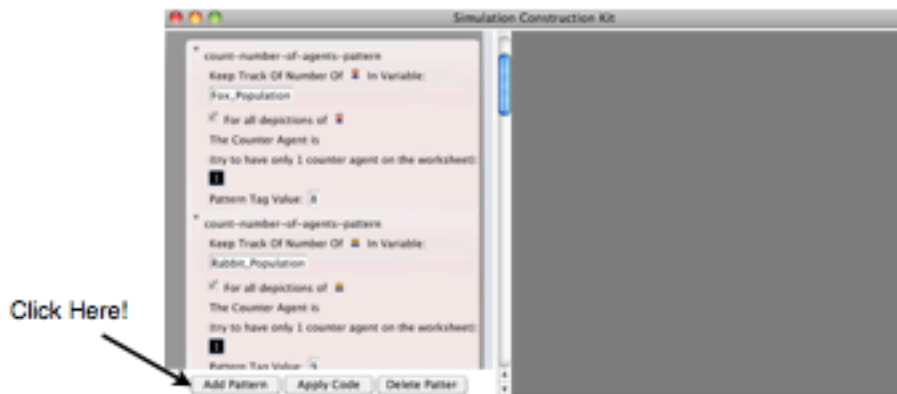 Simulation Construction Kit
count-number-of-agents-pattern
Keep Track Of Number Of In Variable:
Fox_Population
For all depictions of
The Counter Agent is
(try to have only 1 counter agent on the worksheet):
Pattern Tag Value:
count-number-of-agents-pattern
Keep Track Of Number Of In Variable:
Rabbit_Population
For all depictions of
The Counter Agent is
(try to have only 1 counter agent on the worksheet):
Pattern Tag Value:
Click Here!
Add Pattern Apply Code Delete Patter